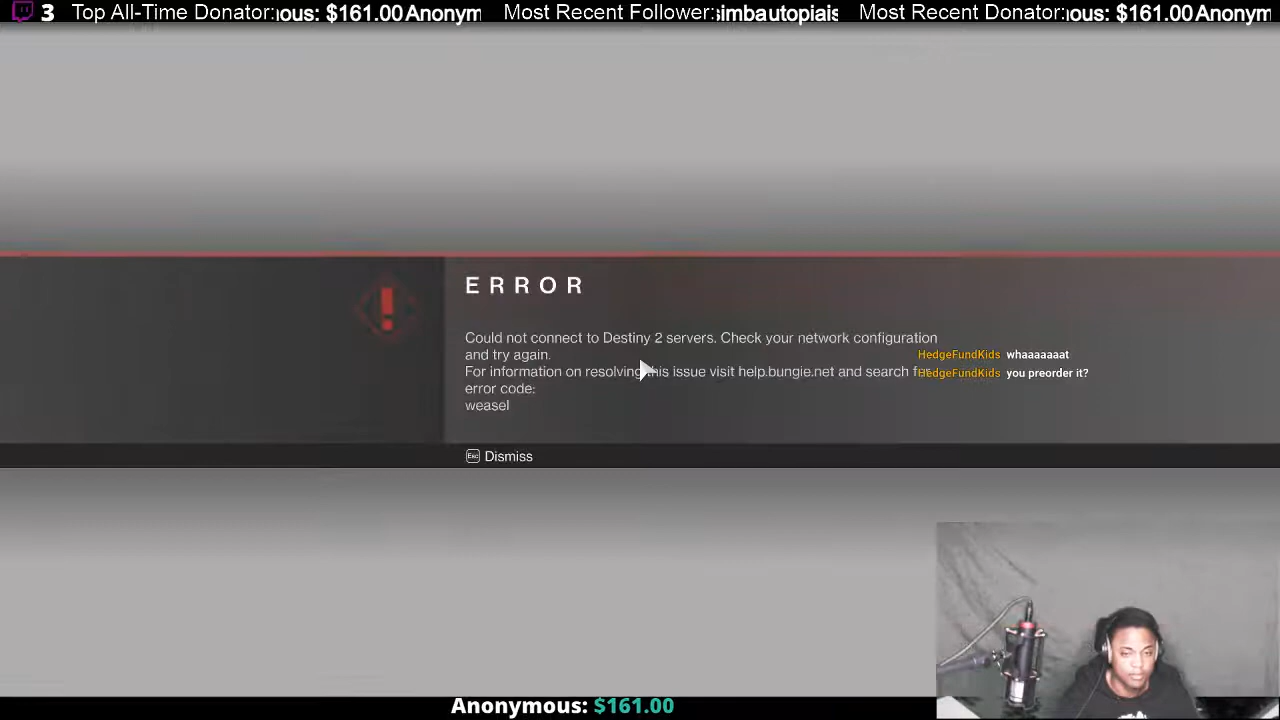 3 Top All-Time Donator: ous: $161.00 Anonym Most Recent Follower: simbautopiais Most Recent Donator: ous: $161.00 Anonym
ERROR
Could not connect to Destiny 2 servers. Check your network configuration
and try again.
HedgeFundKids whaaaaaaat
For information on resolving this issue visit help.bungie.net and search
HedgeFundKids you preorder it?
error code:
weasel
Esc Dismiss
Anonymous: $161.00